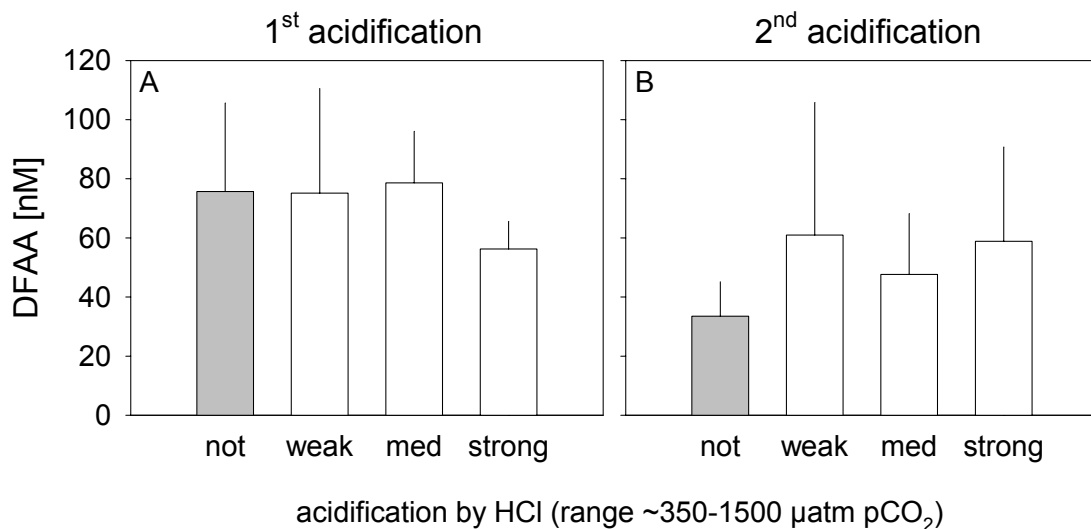 1st acidification
2nd acidification
DFAA [nM]
120
100
80
60
40
20
0
A
B
not weak med strong
not weak med strong
acidification by HCl (range ~350-1500 µatm pCO₂)